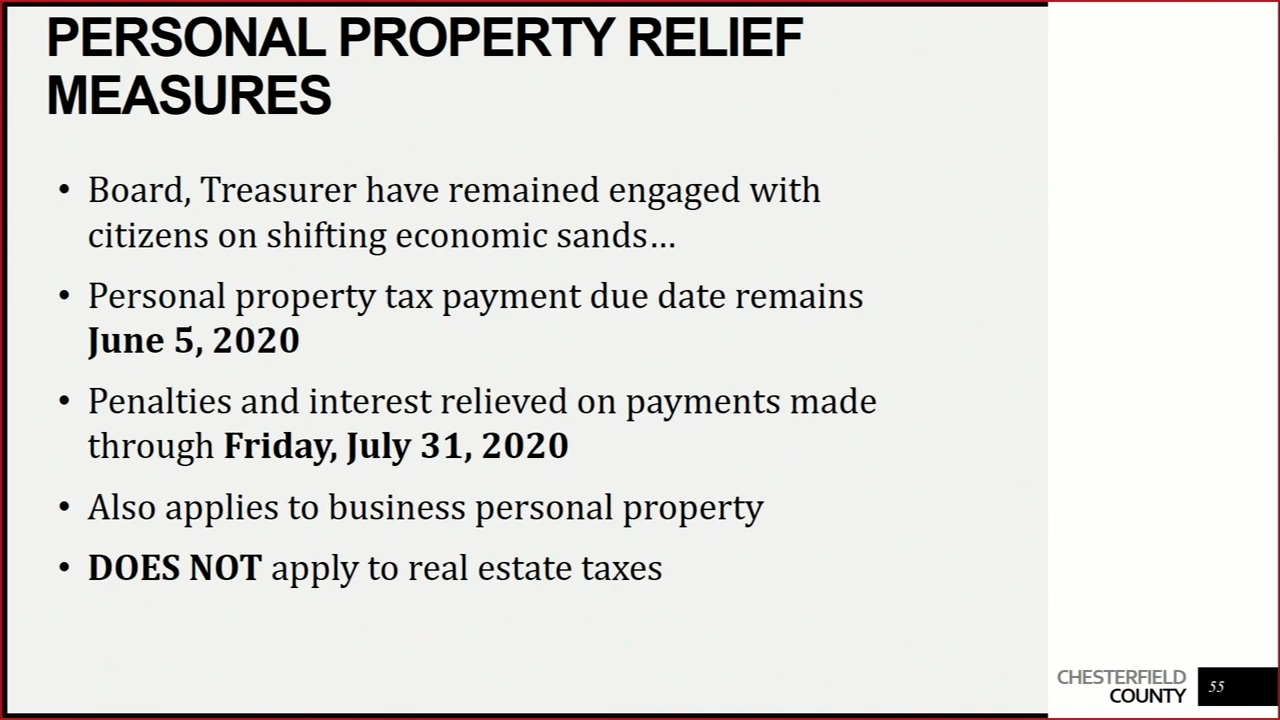 PERSONAL PROPERTY RELIEF
MEASURES
• Board, Treasurer have remained engaged with
citizens on shifting economic sands…
• Personal property tax payment due date remains
June 5, 2020
• Penalties and interest relieved on payments made
through Friday, July 31, 2020
• Also applies to business personal property
• DOES NOT apply to real estate taxes
CHESTERFIELD
COUNTY
55